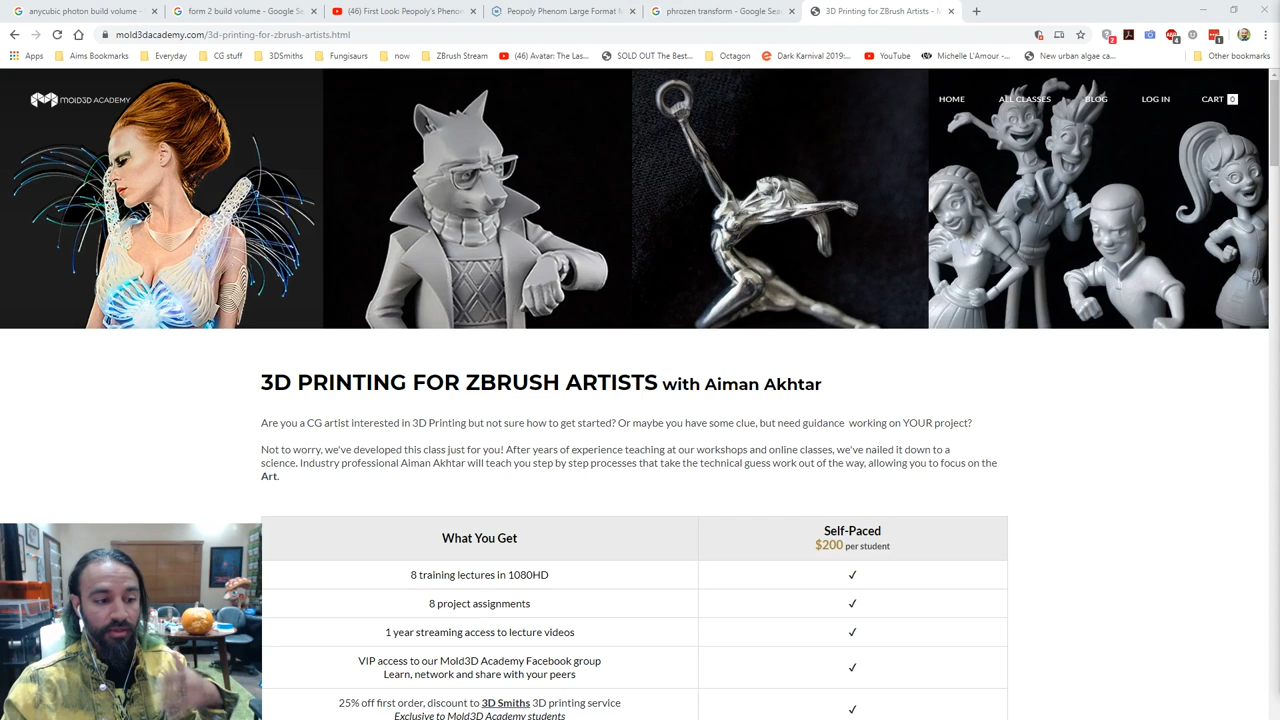 anycubic photon build volume -
form 2 build volume - Google Se
(46) First Look: Peopoly's Phenom
Peopoly Phenom Large Format M
phrozen transform - Google Sea
3D Printing for ZBrush Artists - M
mold3dacademy.com/3d-printing-for-zbrush-artists.html
Apps
Aims Bookmarks
Everyday
CG stuff
3DSmiths
Fungisaurs
now
ZBrush Stream
(46) Avatar: The Las...
SOLD OUT The Best...
Octagon
Dark Karnival 2019:...
YouTube
Michelle L'Amour -...
New urban algae ca...
Other bookmarks
MOLD3D ACADEMY
HOME
ALL CLASSES
BLOG
LOG IN
CART 0
3D PRINTING FOR ZBRUSH ARTISTS with Aiman Akhtar
Are you a CG artist interested in 3D Printing but not sure how to get started? Or maybe you have some clue, but need guidance working on YOUR project?
Not to worry, we've developed this class just for you! After years of experience teaching at our workshops and online classes, we've nailed it down to a
science. Industry professional Aiman Akhtar will teach you step by step processes that take the technical guess work out of the way, allowing you to focus on the
Art.
What You Get
Self-Paced
$200 per student
8 training lectures in 1080HD
✓
8 project assignments
✓
1 year streaming access to lecture videos
✓
VIP access to our Mold3D Academy Facebook group
Learn, network and share with your peers
✓
25% off first order, discount to 3D Smiths 3D printing service
Exclusive to Mold3D Academy students
✓